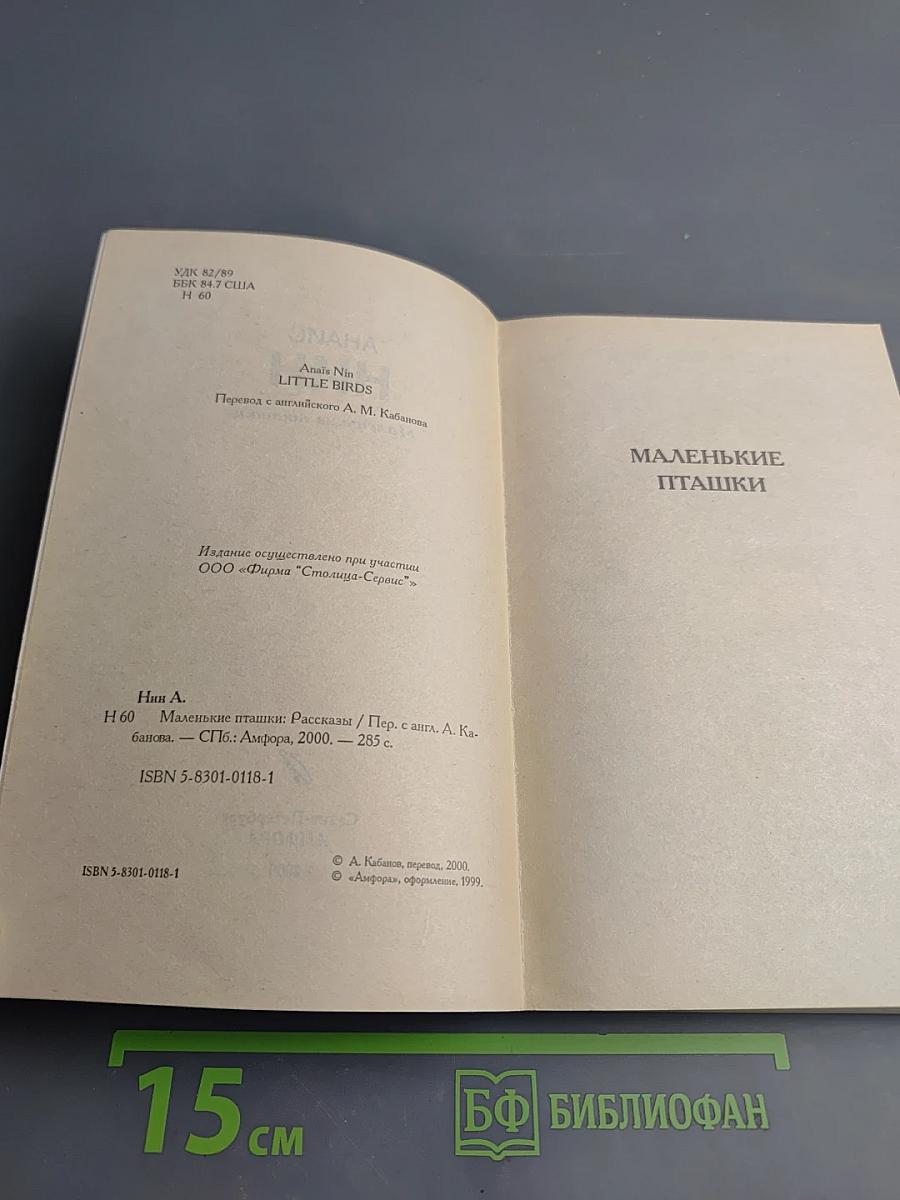 УДК 82/89
ББК 84.7 США
Н 60
Anaïs Nin
LITTLE BIRDS
Перевод с английского А. М. Кабанова
Издание осуществлено при участии
ООО «Фирма "Столица-Сервис"»
Нин А.
Н 60 Маленькие пташки: Рассказы / Пер. с англ. А. Ка-
банова. — СПб.: Амфора, 2000. — 285 с.
ISBN 5-8301-0118-1
ISBN 5-8301-0118-1
© А. Кабанов, перевод, 2000.
© «Амфора», оформление, 1999.
МАЛЕНЬКИЕ
ПТАШКИ
15 см
БФ БИБЛИОФАН